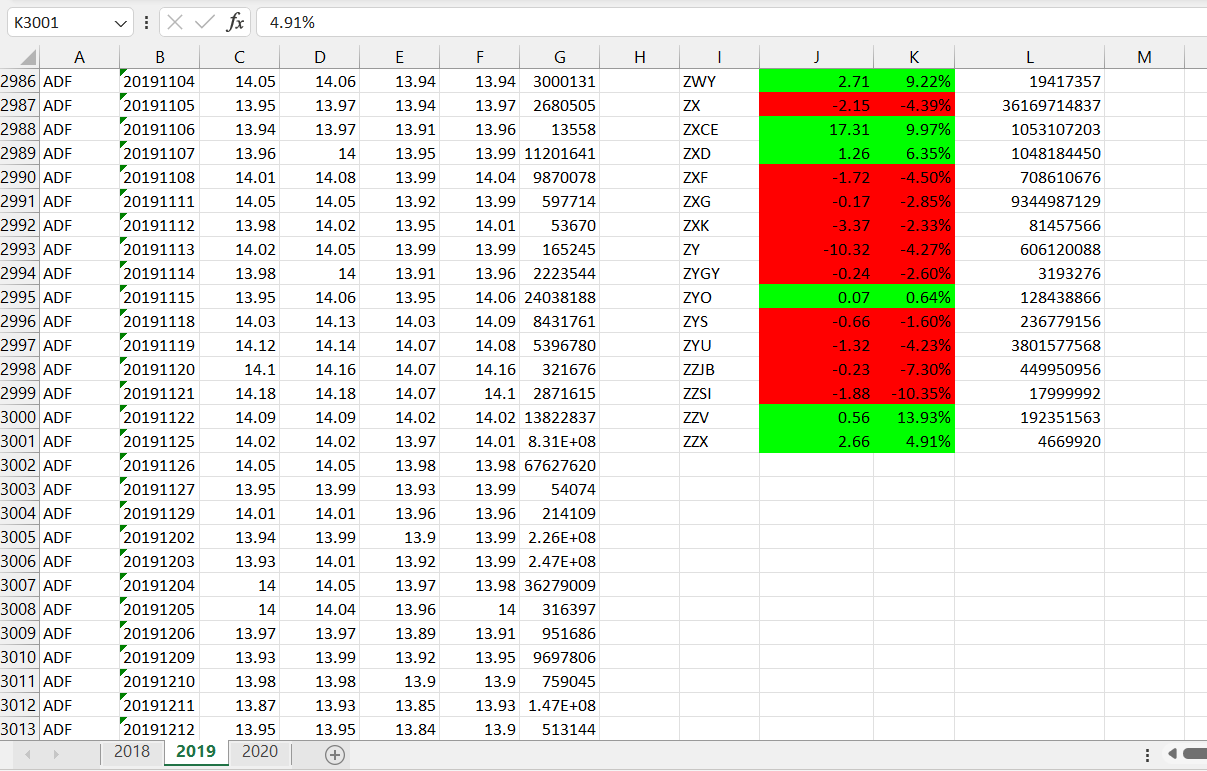 K3001 fx 4.91%
A B C D E F G H I J K L M
2986 ADF 20191104 14.05 14.06 13.94 13.94 3000131 ZWY 2.71 9.22% 19417357
2987 ADF 20191105 13.95 13.97 13.94 13.97 2680505 ZX -2.15 -4.39% 36169714837
2988 ADF 20191106 13.94 13.97 13.91 13.96 13558 ZXCE 17.31 9.97% 1053107203
2989 ADF 20191107 13.96 14 13.95 13.99 11201641 ZXD 1.26 6.35% 1048184450
2990 ADF 20191108 14.01 14.08 13.99 14.04 9870078 ZXF -1.72 -4.50% 708610676
2991 ADF 20191111 14.05 14.05 13.92 13.99 597714 ZXG -0.17 -2.85% 9344987129
2992 ADF 20191112 13.98 14.02 13.95 14.01 53670 ZXK -3.37 -2.33% 81457566
2993 ADF 20191113 14.02 14.05 13.99 13.99 165245 ZY -10.32 -4.27% 606120088
2994 ADF 20191114 13.98 14 13.91 13.96 2223544 ZYGY -0.24 -2.60% 3193276
2995 ADF 20191115 13.95 14.06 13.95 14.06 24038188 ZYO 0.07 0.64% 128438866
2996 ADF 20191118 14.03 14.13 14.03 14.09 8431761 ZYS -0.66 -1.60% 236779156
2997 ADF 20191119 14.12 14.14 14.07 14.08 5396780 ZYU -1.32 -4.23% 3801577568
2998 ADF 20191120 14.1 14.16 14.07 14.16 321676 ZZJB -0.23 -7.30% 449950956
2999 ADF 20191121 14.18 14.18 14.07 14.1 2871615 ZZSI -1.88 -10.35% 17999992
3000 ADF 20191122 14.09 14.09 14.02 14.02 13822837 ZZV 0.56 13.93% 192351563
3001 ADF 20191125 14.02 14.02 13.97 14.01 8.31E+08 ZZX 2.66 4.91% 4669920
3002 ADF 20191126 14.05 14.05 13.98 13.98 67627620
3003 ADF 20191127 13.95 13.99 13.93 13.99 54074
3004 ADF 20191129 14.01 14.01 13.96 13.96 214109
3005 ADF 20191202 13.94 13.99 13.9 13.99 2.26E+08
3006 ADF 20191203 13.93 14.01 13.92 13.99 2.47E+08
3007 ADF 20191204 14 14.05 13.97 13.98 36279009
3008 ADF 20191205 14 14.04 13.96 14 316397
3009 ADF 20191206 13.97 13.97 13.89 13.91 951686
3010 ADF 20191209 13.93 13.99 13.92 13.95 9697806
3011 ADF 20191210 13.98 13.98 13.9 13.9 759045
3012 ADF 20191211 13.87 13.93 13.85 13.93 1.47E+08
3013 ADF 20191212 13.95 13.95 13.84 13.9 513144
2018 2019 2020